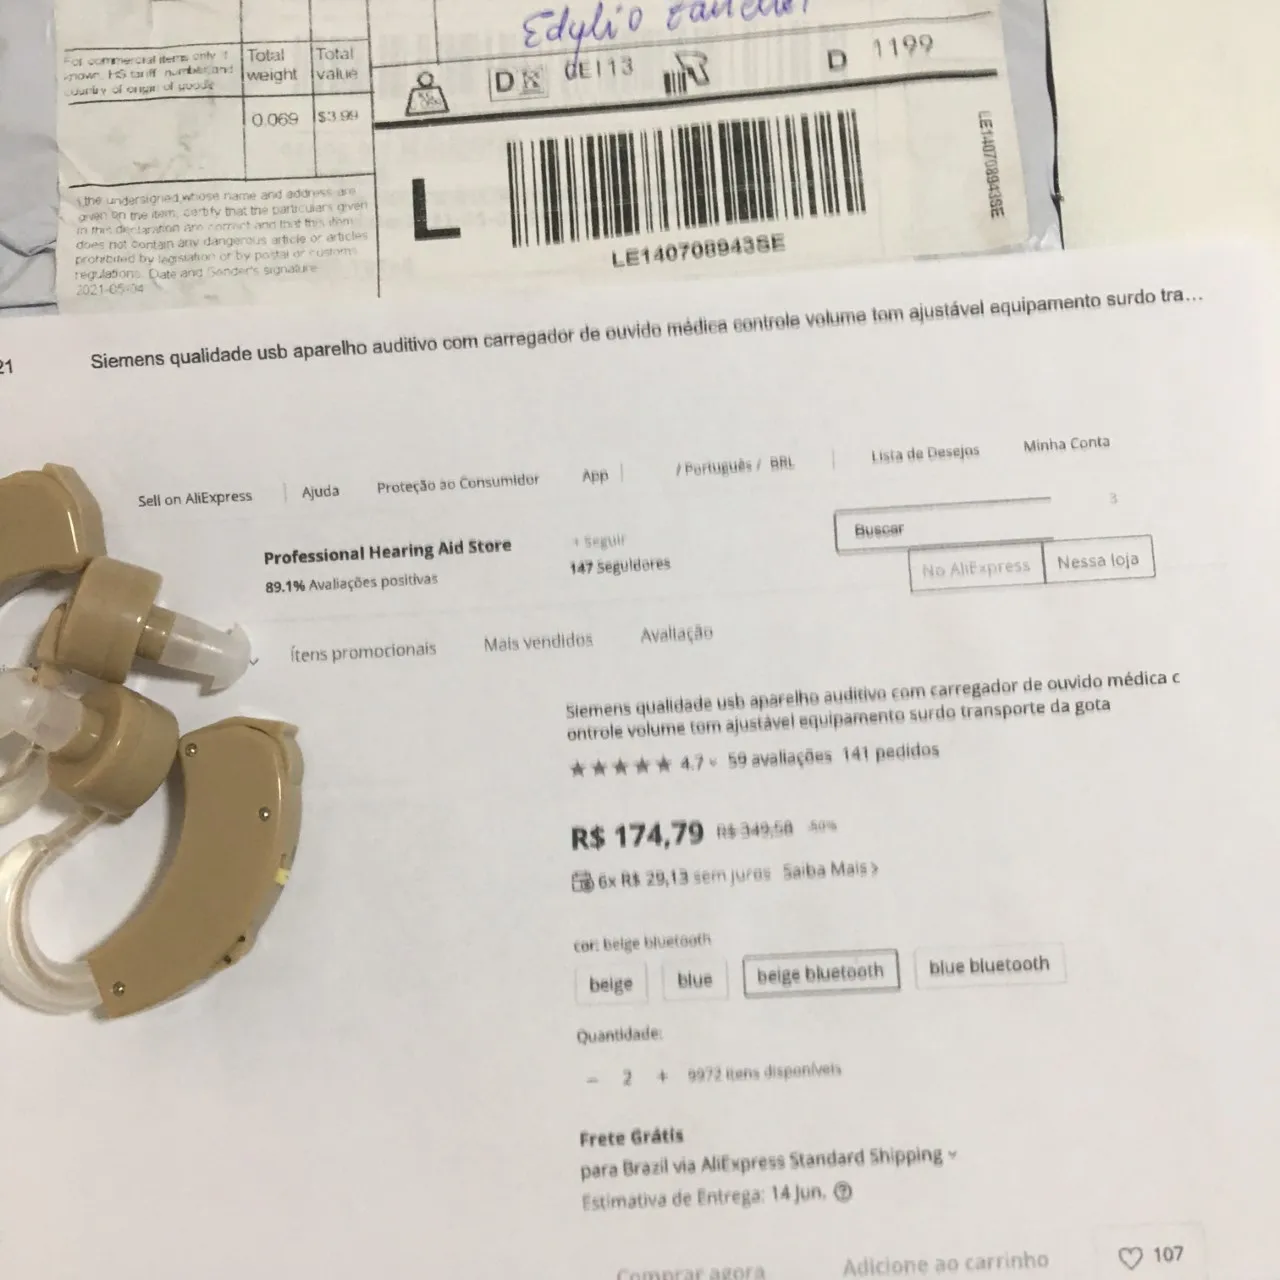 Edylio
For commercial items only if
known, HS tariff number and
country of origin of goods
Total
weight
Total
value
0.069
$3.99
D
GE113
D 1199
I the undersigned whose name and address are
given on the item, certify that the particulars given
in this declaration are correct and that this item
does not contain any dangerous article or articles
prohibited by legislation or by postal or customs
regulations. Date and Sender's signature
2021-05-04
L
LE140708943SE
LE140708943SE
21
Siemens qualidade usb aparelho auditivo com carregador de ouvido médica controle volume tom ajustável equipamento surdo tra...
Sell on AliExpress
Ajuda
Proteção ao Consumidor
App
/ Português / BRL
Lista de Desejos
Minha Conta
Professional Hearing Aid Store
89.1% Avaliações positivas
+ Seguir
147 Seguidores
Buscar
3
No AliExpress
Nessa loja
Ítens promocionais
Mais vendidos
Avaliação
Siemens qualidade usb aparelho auditivo com carregador de ouvido médica c
ontrole volume tom ajustável equipamento surdo transporte da gota
★★★★★ 4.7 59 avaliações 141 pedidos
R$ 174,79 R$ 349,58 -50%
6x R$ 29,13 sem juros Saiba Mais >
cor: beige bluetooth
beige
blue
beige bluetooth
blue bluetooth
Quantidade:
− 2 + 9972 itens disponíveis
Frete Grátis
para Brazil via AliExpress Standard Shipping
Estimativa de Entrega: 14 Jun. ?
Comprar agora
Adicione ao carrinho
107